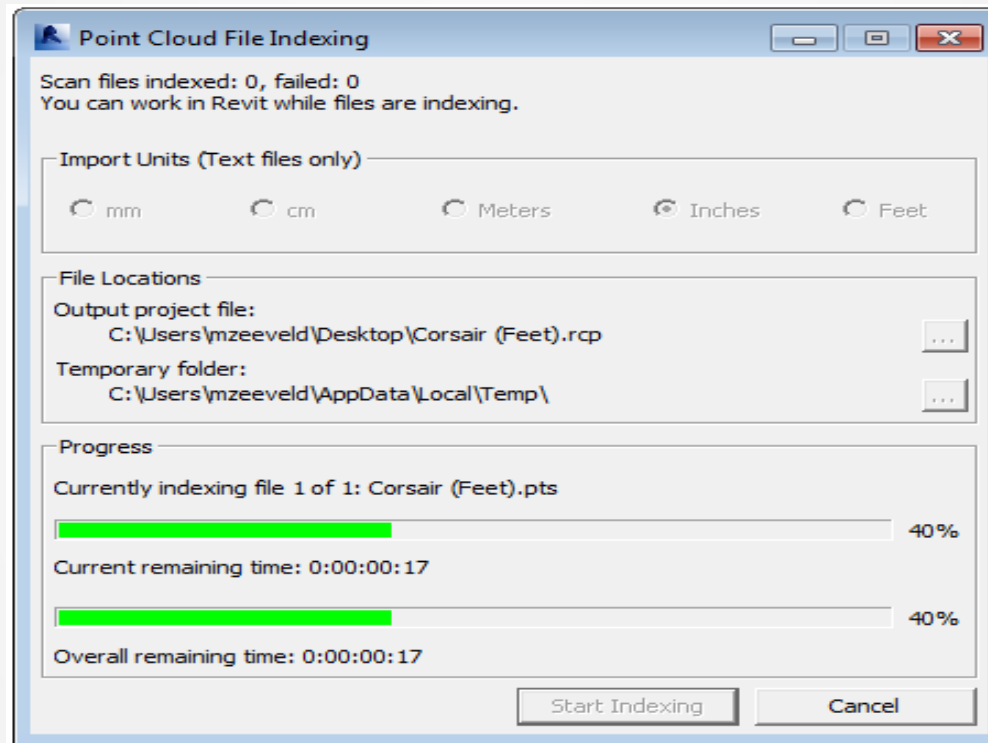 Point Cloud File Indexing
Scan files indexed: 0, failed: 0
You can work in Revit while files are indexing.
Import Units (Text files only)
mm cm Meters Inches Feet
File Locations
Output project file:
C:\Users\mzeeveld\Desktop\Corsair (Feet).rcp
...
Temporary folder:
C:\Users\mzeeveld\AppData\Local\Temp\
...
Progress
Currently indexing file 1 of 1: Corsair (Feet).pts
40%
Current remaining time: 0:00:00:17
40%
Overall remaining time: 0:00:00:17
Start Indexing Cancel